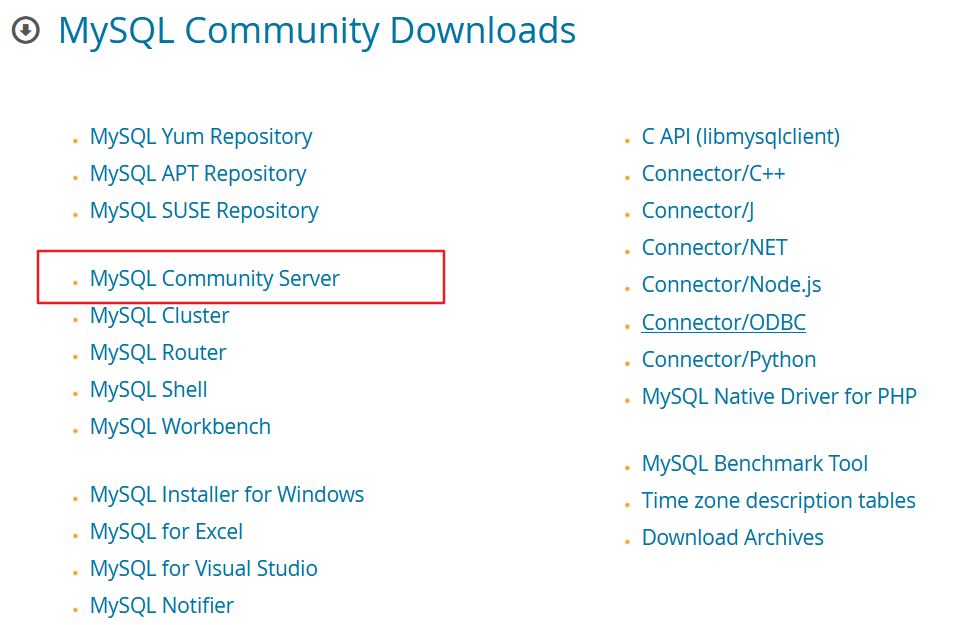 MySQL Community Downloads
MySQL Yum Repository
MySQL APT Repository
MySQL SUSE Repository
MySQL Community Server
MySQL Cluster
MySQL Router
MySQL Shell
MySQL Workbench
MySQL Installer for Windows
MySQL for Excel
MySQL for Visual Studio
MySQL Notifier
C API (libmysqlclient)
Connector/C++
Connector/J
Connector/NET
Connector/Node.js
Connector/ODBC
Connector/Python
MySQL Native Driver for PHP
MySQL Benchmark Tool
Time zone description tables
Download Archives